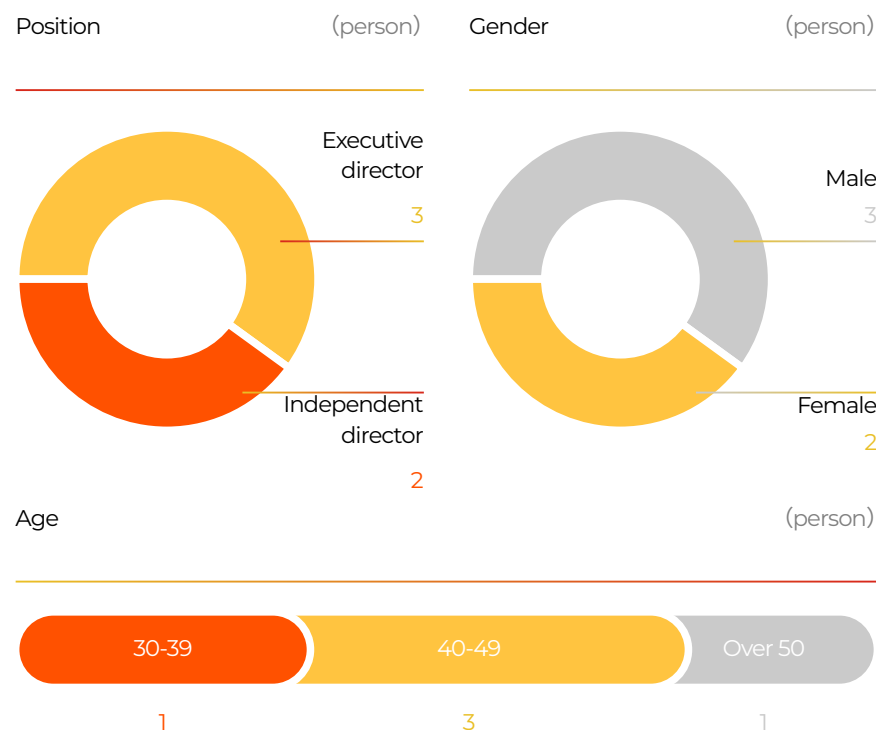 Position (person)
Executive
director
3
Independent
director
2
Gender (person)
Male
3
Female
2
Age (person)
30-39 40-49 Over 50
1 3 1